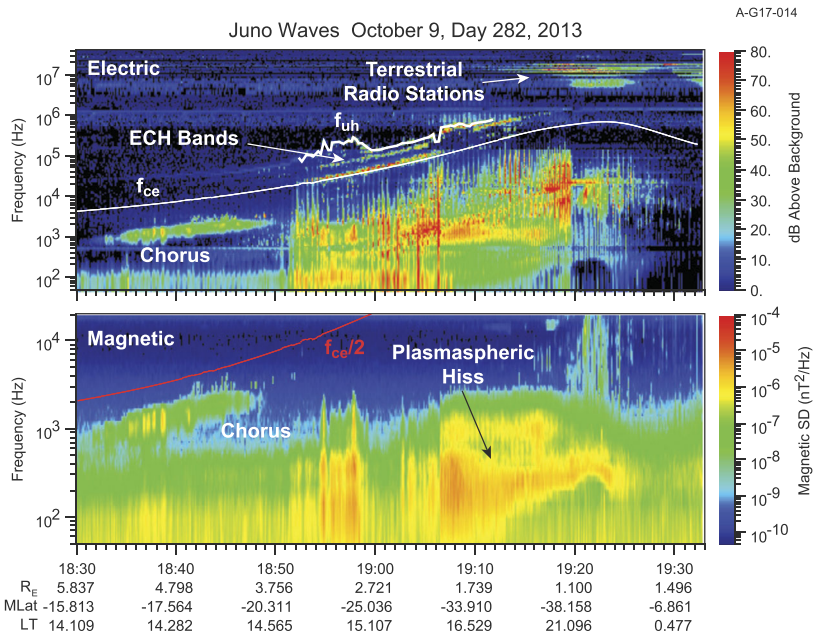 A-G17-014
Juno Waves October 9, Day 282, 2013
Electric
Terrestrial
Radio Stations
ECH Bands
f_uh
f_ce
Chorus
Frequency (Hz)
10^7
10^6
10^5
10^4
10^3
10^2
80.
70.
60.
50.
40.
30.
20.
10.
0.
dB Above Background
Magnetic
f_ce/2
Plasmaspheric
Hiss
Chorus
Frequency (Hz)
10^4
10^3
10^2
10^-4
10^-5
10^-6
10^-7
10^-8
10^-9
10^-10
Magnetic SD (nT^2/Hz)
18:30 18:40 18:50 19:00 19:10 19:20 19:30
R_E 5.837 4.798 3.756 2.721 1.739 1.100 1.496
MLat -15.813 -17.564 -20.311 -25.036 -33.910 -38.158 -6.861
LT 14.109 14.282 14.565 15.107 16.529 21.096 0.477